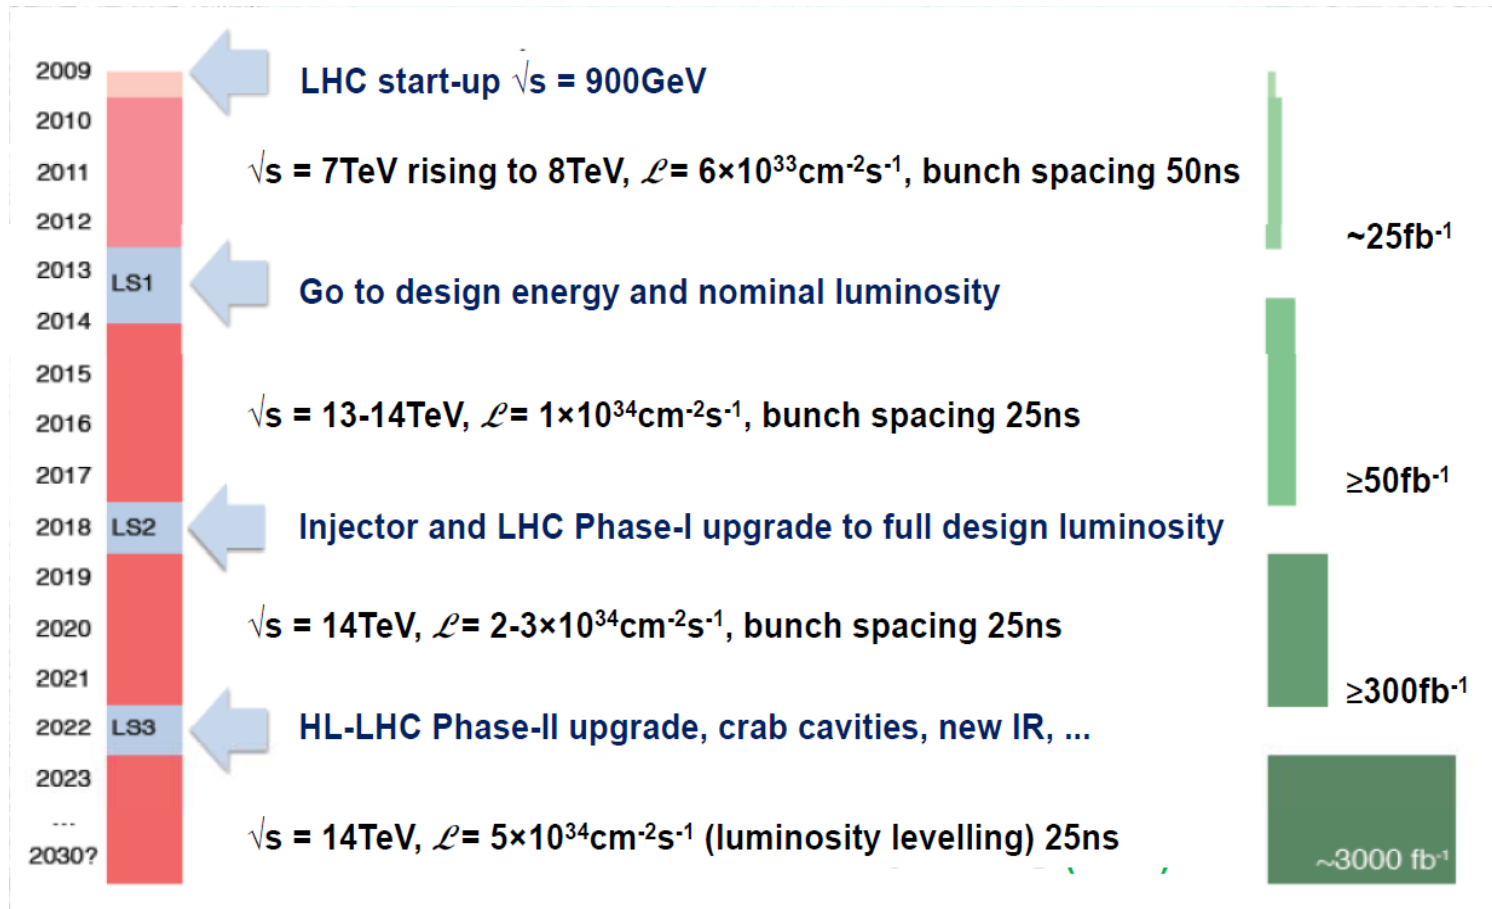 2009
LHC start-up √s = 900GeV
2010
2011
√s = 7TeV rising to 8TeV, ℒ= 6×10³³cm⁻²s⁻¹, bunch spacing 50ns
2012
~25fb⁻¹
2013
LS1
Go to design energy and nominal luminosity
2014
2015
2016
√s = 13-14TeV, ℒ= 1×10³⁴cm⁻²s⁻¹, bunch spacing 25ns
2017
≥50fb⁻¹
2018
LS2
Injector and LHC Phase-I upgrade to full design luminosity
2019
2020
√s = 14TeV, ℒ= 2-3×10³⁴cm⁻²s⁻¹, bunch spacing 25ns
2021
≥300fb⁻¹
2022
LS3
HL-LHC Phase-II upgrade, crab cavities, new IR, ...
2023
...
√s = 14TeV, ℒ= 5×10³⁴cm⁻²s⁻¹ (luminosity levelling) 25ns
2030?
~3000 fb⁻¹